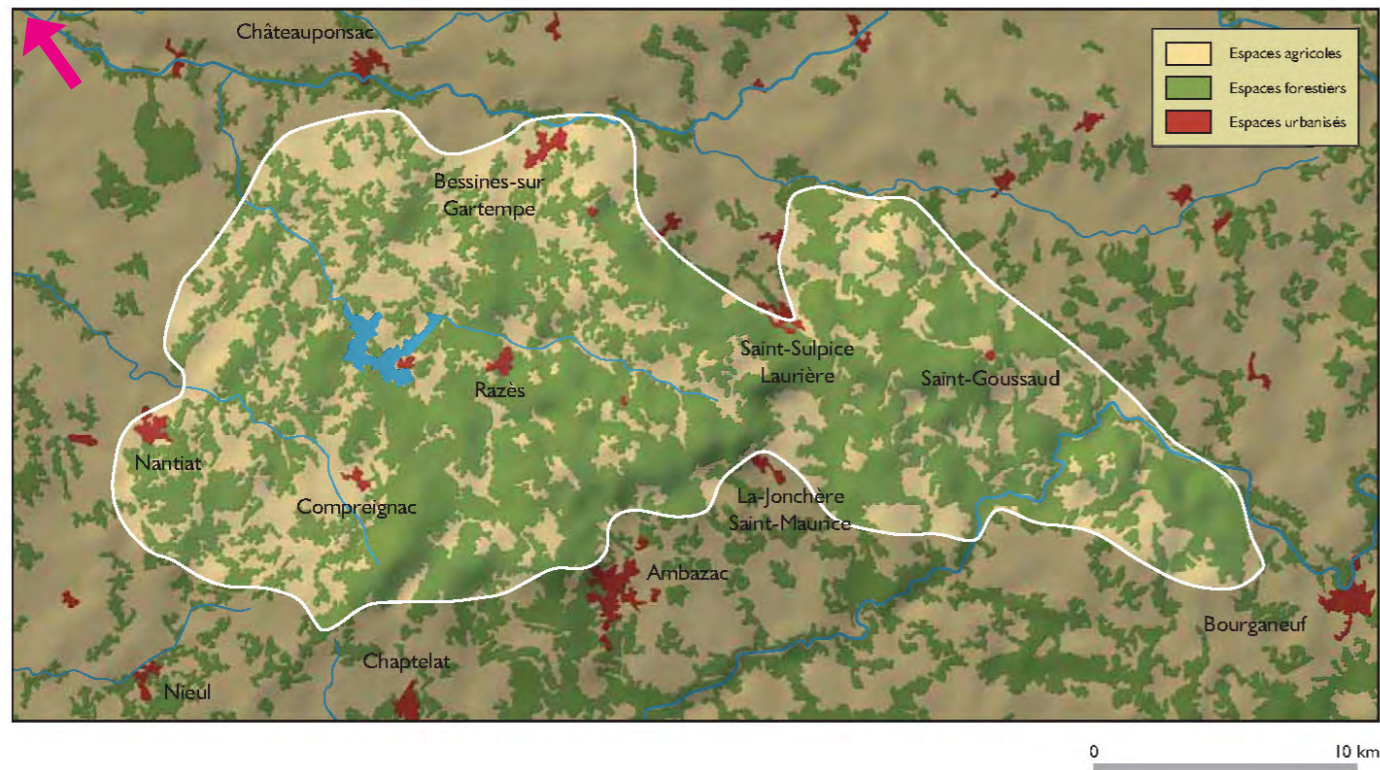 Châteauponsac
Espaces agricoles
Espaces forestiers
Espaces urbanisés
Bessines-sur
Gartempe
Saint-Sulpice
Laurière
Saint-Goussaud
Razès
Nantiat
Compreignac
La-Jonchère
Saint-Maurice
Ambazac
Bourganeuf
Chaptelat
Nieul
0 10 km